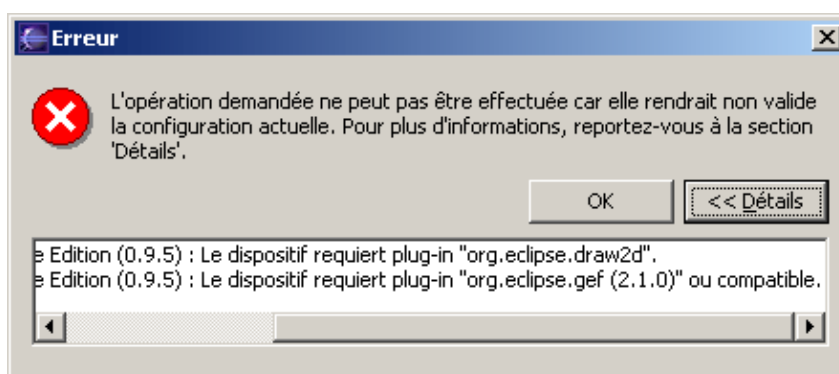 Erreur
L'opération demandée ne peut pas être effectuée car elle rendrait non valide
la configuration actuelle. Pour plus d'informations, reportez-vous à la section
'Détails'.
OK
<< Détails
e Edition (0.9.5) : Le dispositif requiert plug-in "org.eclipse.draw2d".
e Edition (0.9.5) : Le dispositif requiert plug-in "org.eclipse.gef (2.1.0)" ou compatible.